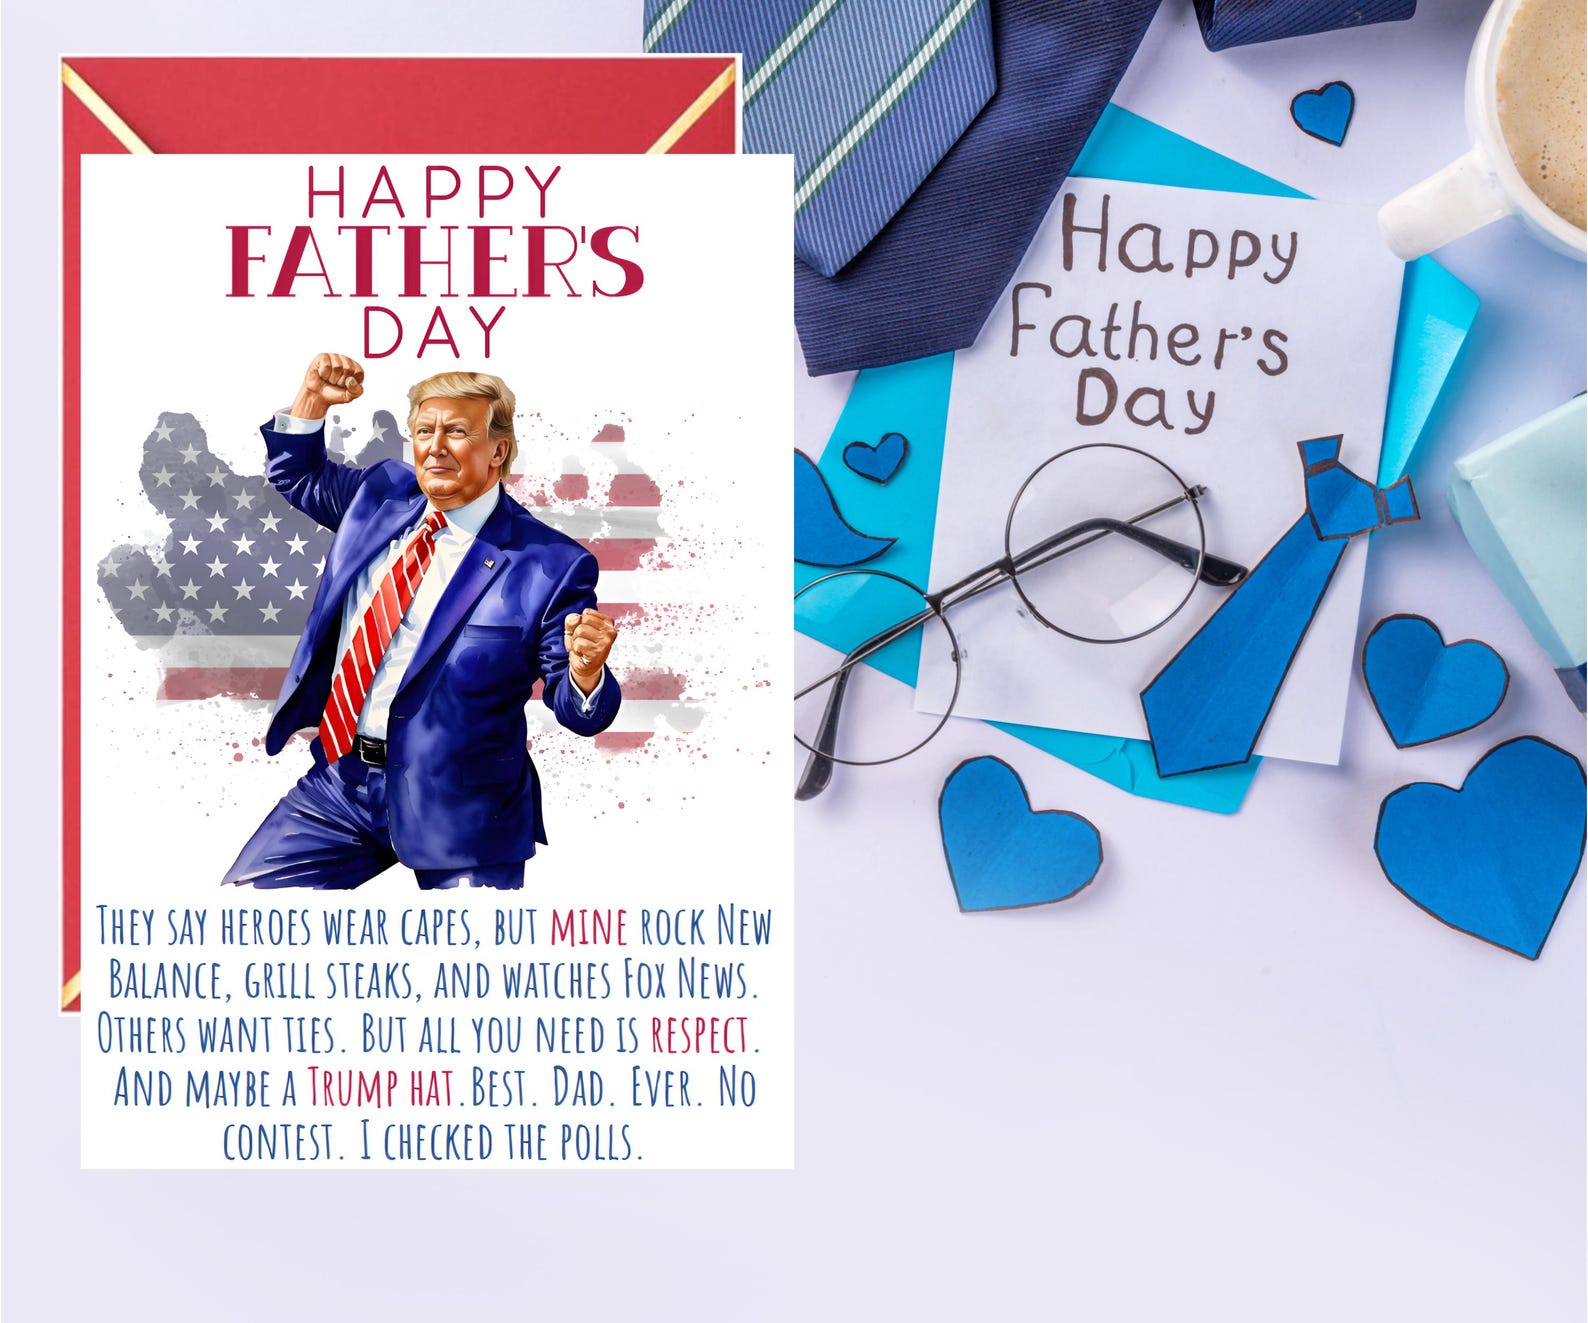 HAPPY
FATHER'S
DAY
THEY SAY HEROES WEAR CAPES, BUT MINE ROCK NEW
BALANCE, GRILL STEAKS, AND WATCHES FOX NEWS.
OTHERS WANT TIES. BUT ALL YOU NEED IS RESPECT.
AND MAYBE A TRUMP HAT.BEST. DAD. EVER. NO
CONTEST. I CHECKED THE POLLS.
Happy
Father's
Day